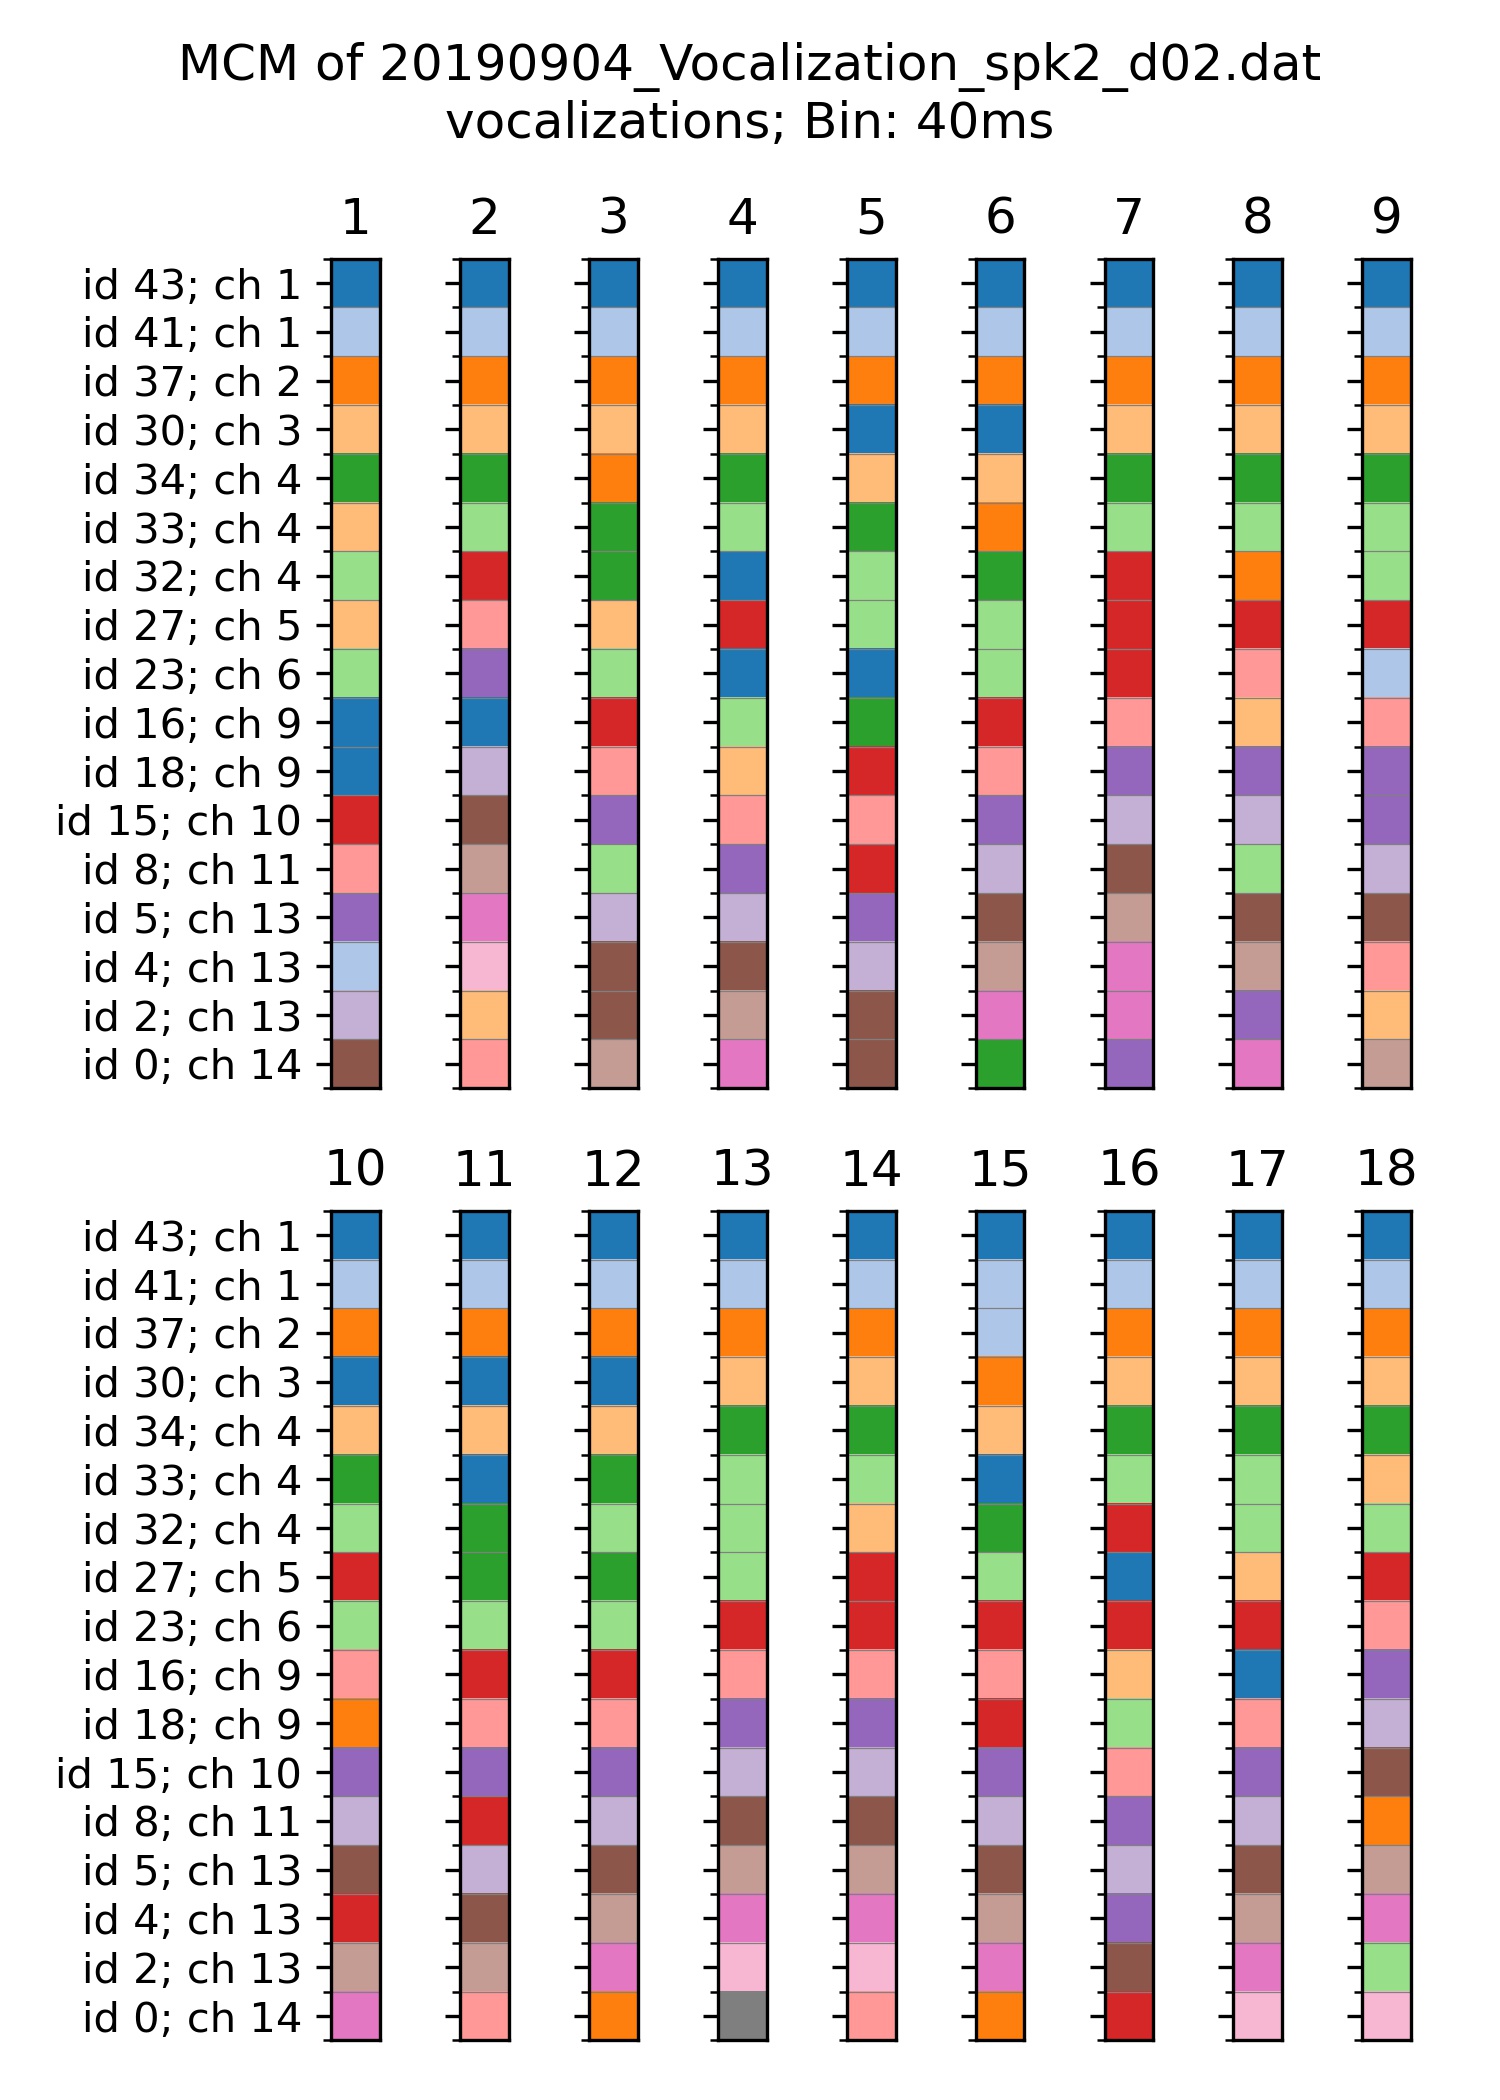 MCM of 20190904_Vocalization_spk2_d02.dat
vocalizations; Bin: 40ms
1 2 3 4 5 6 7 8 9
id 43; ch 1
id 41; ch 1
id 37; ch 2
id 30; ch 3
id 34; ch 4
id 33; ch 4
id 32; ch 4
id 27; ch 5
id 23; ch 6
id 16; ch 9
id 18; ch 9
id 15; ch 10
id 8; ch 11
id 5; ch 13
id 4; ch 13
id 2; ch 13
id 0; ch 14
10 11 12 13 14 15 16 17 18
id 43; ch 1
id 41; ch 1
id 37; ch 2
id 30; ch 3
id 34; ch 4
id 33; ch 4
id 32; ch 4
id 27; ch 5
id 23; ch 6
id 16; ch 9
id 18; ch 9
id 15; ch 10
id 8; ch 11
id 5; ch 13
id 4; ch 13
id 2; ch 13
id 0; ch 14